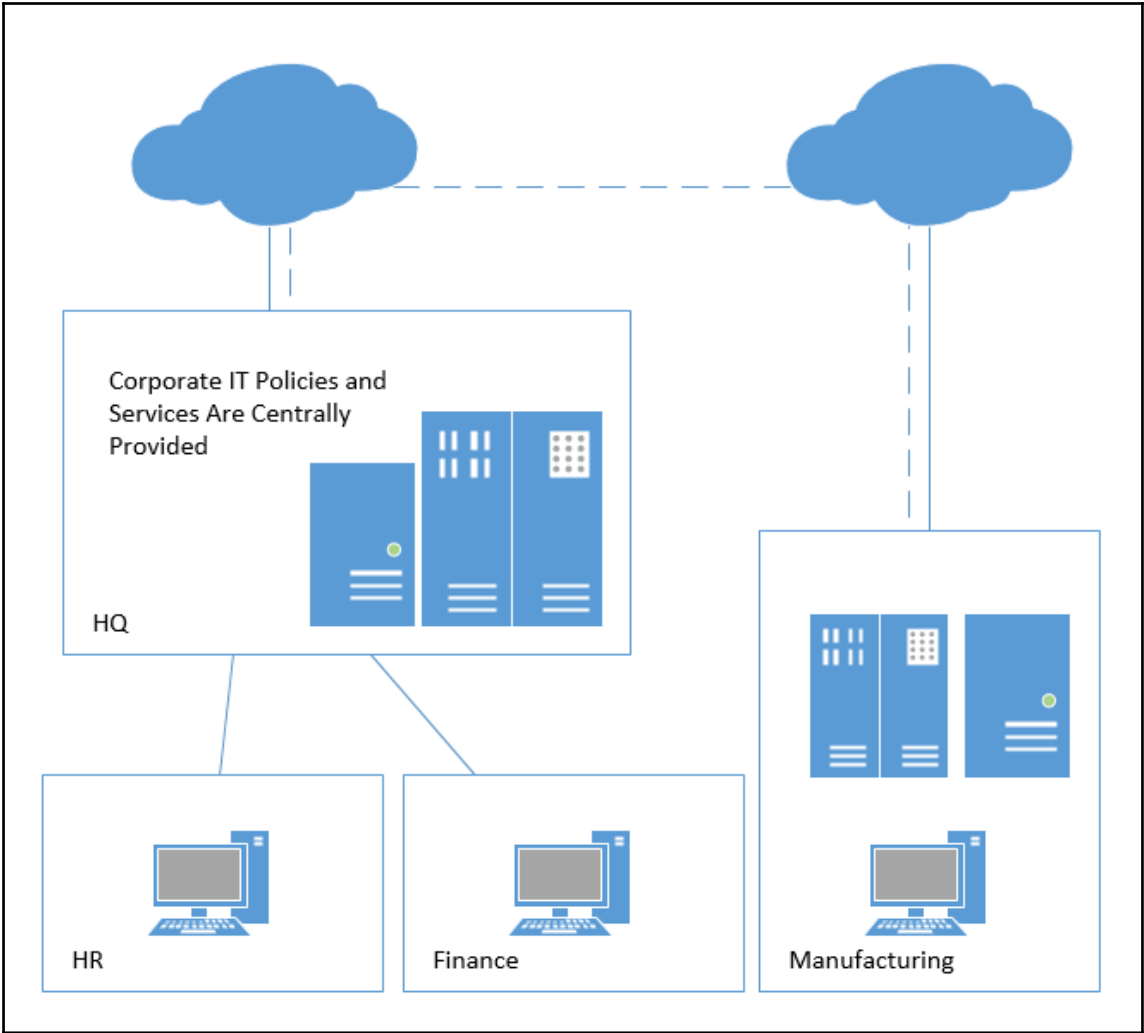 Corporate IT Policies and
Services Are Centrally
Provided
HQ
HR
Finance
Manufacturing